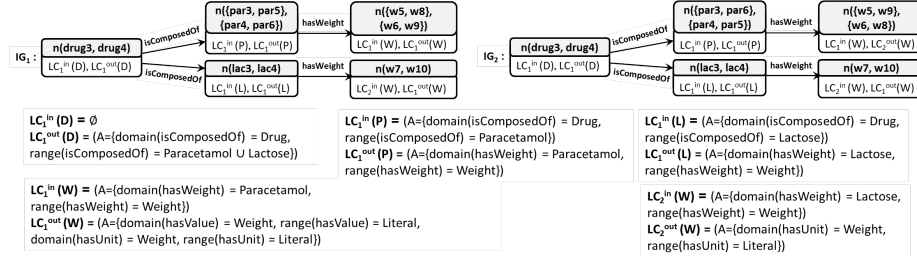 IG1 :
n(drug3, drug4)
LC1in (D), LC1out(D)
isComposedOf
isComposedOf
n({par3, par5},
{par4, par6})
LC1in (P), LC1out(P)
hasWeight
n({w5, w8},
{w6, w9})
LC1in (W), LC1out(W)
n(lac3, lac4)
LC1in (L), LC1out(L)
hasWeight
n(w7, w10)
LC2in (W), LC1out(W)
IG2 :
n(drug3, drug4)
LC1in (D), LC1out(D)
isComposedOf
isComposedOf
n({par3, par6},
{par4, par5})
LC1in (P), LC1out(P)
hasWeight
n({w5, w9},
{w6, w8})
LC1in (W), LC2out(W)
n(lac3, lac4)
LC1in (L), LC1out(L)
hasWeight
n(w7, w10)
LC2in (W), LC1out(W)
LC1in (D) = Ø
LC1out (D) = (A={domain(isComposedOf) = Drug,
range(isComposedOf) = Paracetamol ∪ Lactose})
LC1in (P) = (A={domain(isComposedOf) = Drug,
range(isComposedOf) = Paracetamol})
LC1out (P) = (A={domain(hasWeight) = Paracetamol,
range(hasWeight) = Weight})
LC1in (L) = (A={domain(isComposedOf) = Drug,
range(isComposedOf) = Lactose})
LC1out (L) = (A={domain(hasWeight) = Lactose,
range(hasWeight) = Weight})
LC1in (W) = (A={domain(hasWeight) = Paracetamol,
range(hasWeight) = Weight})
LC1out (W) = (A={domain(hasValue) = Weight, range(hasValue) = Literal,
domain(hasUnit) = Weight, range(hasUnit) = Literal})
LC2in (W) = (A={domain(hasWeight) = Lactose,
range(hasWeight) = Weight})
LC2out (W) = (A={domain(hasUnit) = Weight,
range(hasUnit) = Literal})